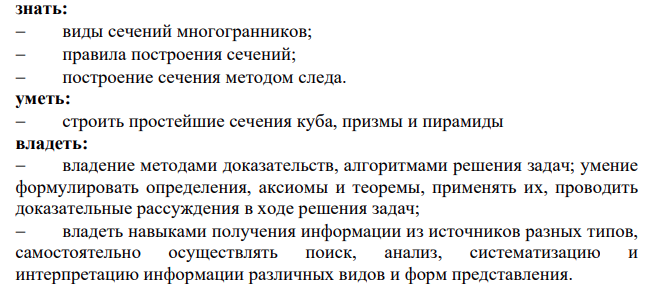 знать:
– виды сечений многогранников;
– правила построения сечений;
– построение сечения методом следа.
уметь:
– строить простейшие сечения куба, призмы и пирамиды
владеть:
– владение методами доказательств, алгоритмами решения задач; умение
формулировать определения, аксиомы и теоремы, применять их, проводить
доказательные рассуждения в ходе решения задач;
– владеть навыками получения информации из источников разных типов,
самостоятельно осуществлять поиск, анализ, систематизацию и
интерпретацию информации различных видов и форм представления.